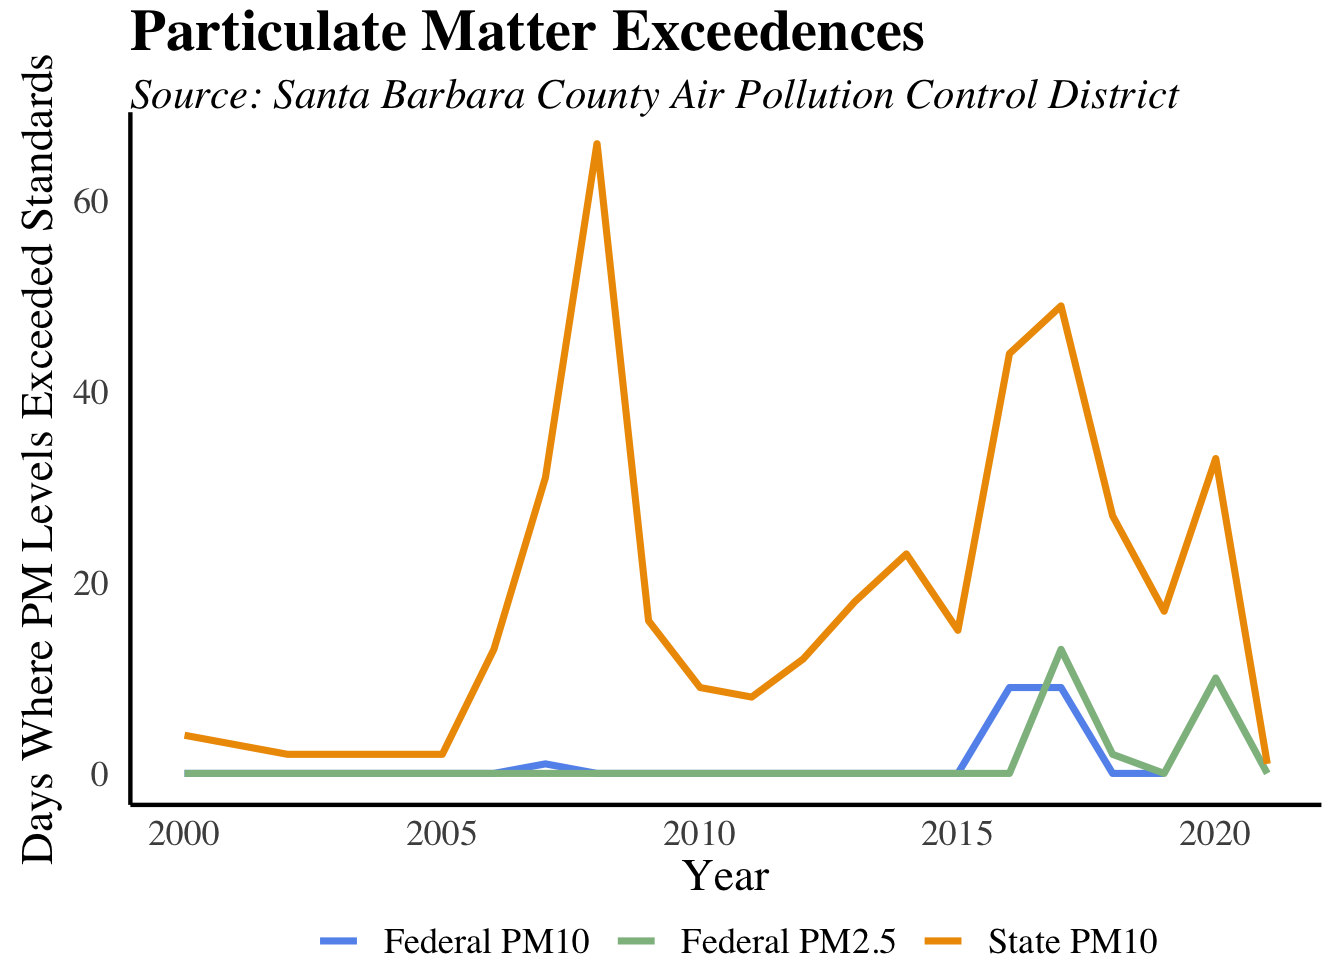 Particulate Matter Exceedences
Source: Santa Barbara County Air Pollution Control District
Days Where PM Levels Exceeded Standards
60
40
20
0
2000 2005 2010 2015 2020
Year
Federal PM10 Federal PM2.5 State PM10